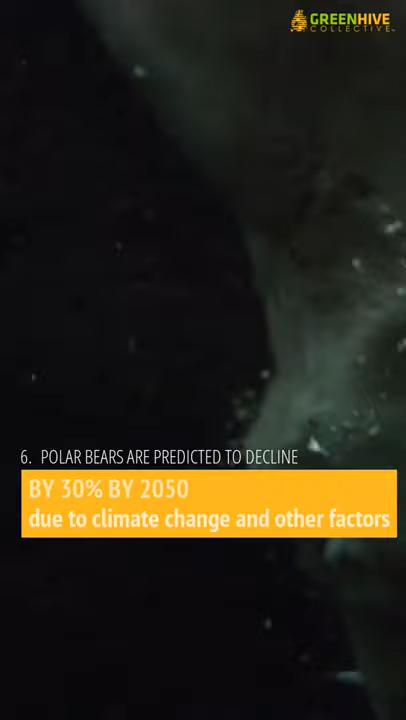 GREENHIVE
COLLECTIVE
6. POLAR BEARS ARE PREDICTED TO DECLINE
BY 30% BY 2050
due to climate change and other factors